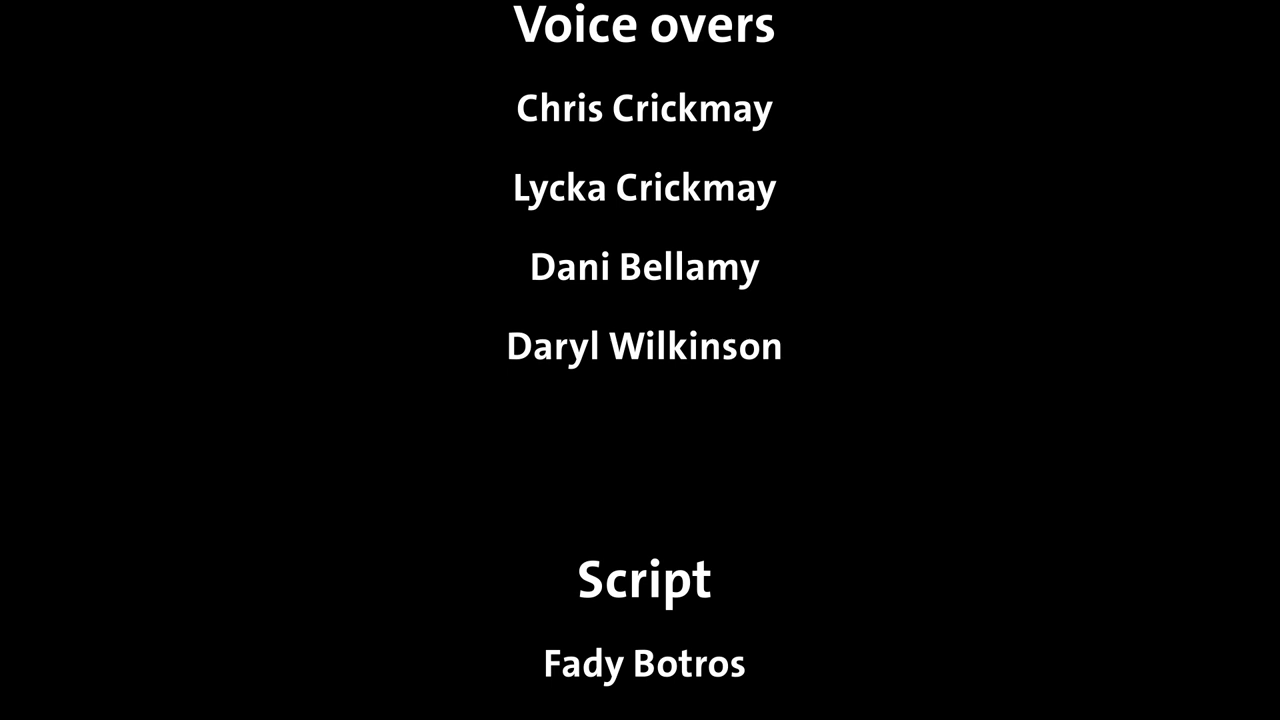 Voice overs
Chris Crickmay
Lycka Crickmay
Dani Bellamy
Daryl Wilkinson
Script
Fady Botros